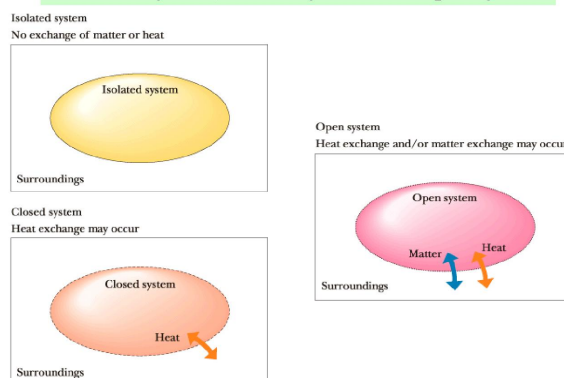 Isolated system
No exchange of matter or heat
Isolated system
Surroundings
Closed system
Heat exchange may occur
Closed system
Heat
Surroundings
Open system
Heat exchange and/or matter exchange may occur
Open system
Matter
Heat
Surroundings